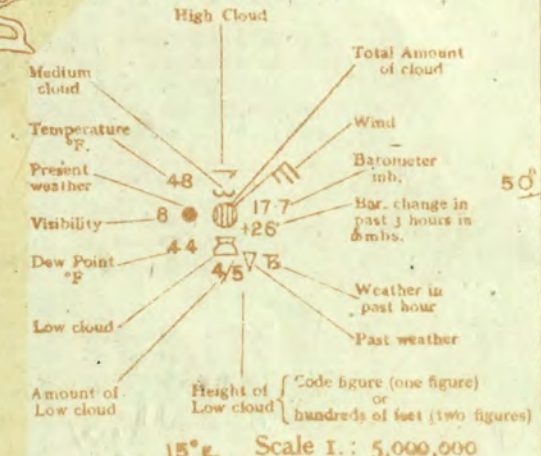 High Cloud
Total Amount
of cloud
Medium
cloud
Temperature
°F.
Wind
Barometer
mb.
48
Present
weather
50°
17·7
Bar. change in
past 3 hours in
mbs.
Visibility
8
+26
Dew Point
°F
44
4/5
Weather in
past hour
Low cloud
Past weather
Amount of
Low cloud
Height of
Low cloud
Code figure (one figure)
or
hundreds of feet (two figures)
15°E. Scale 1.: 5,000,000